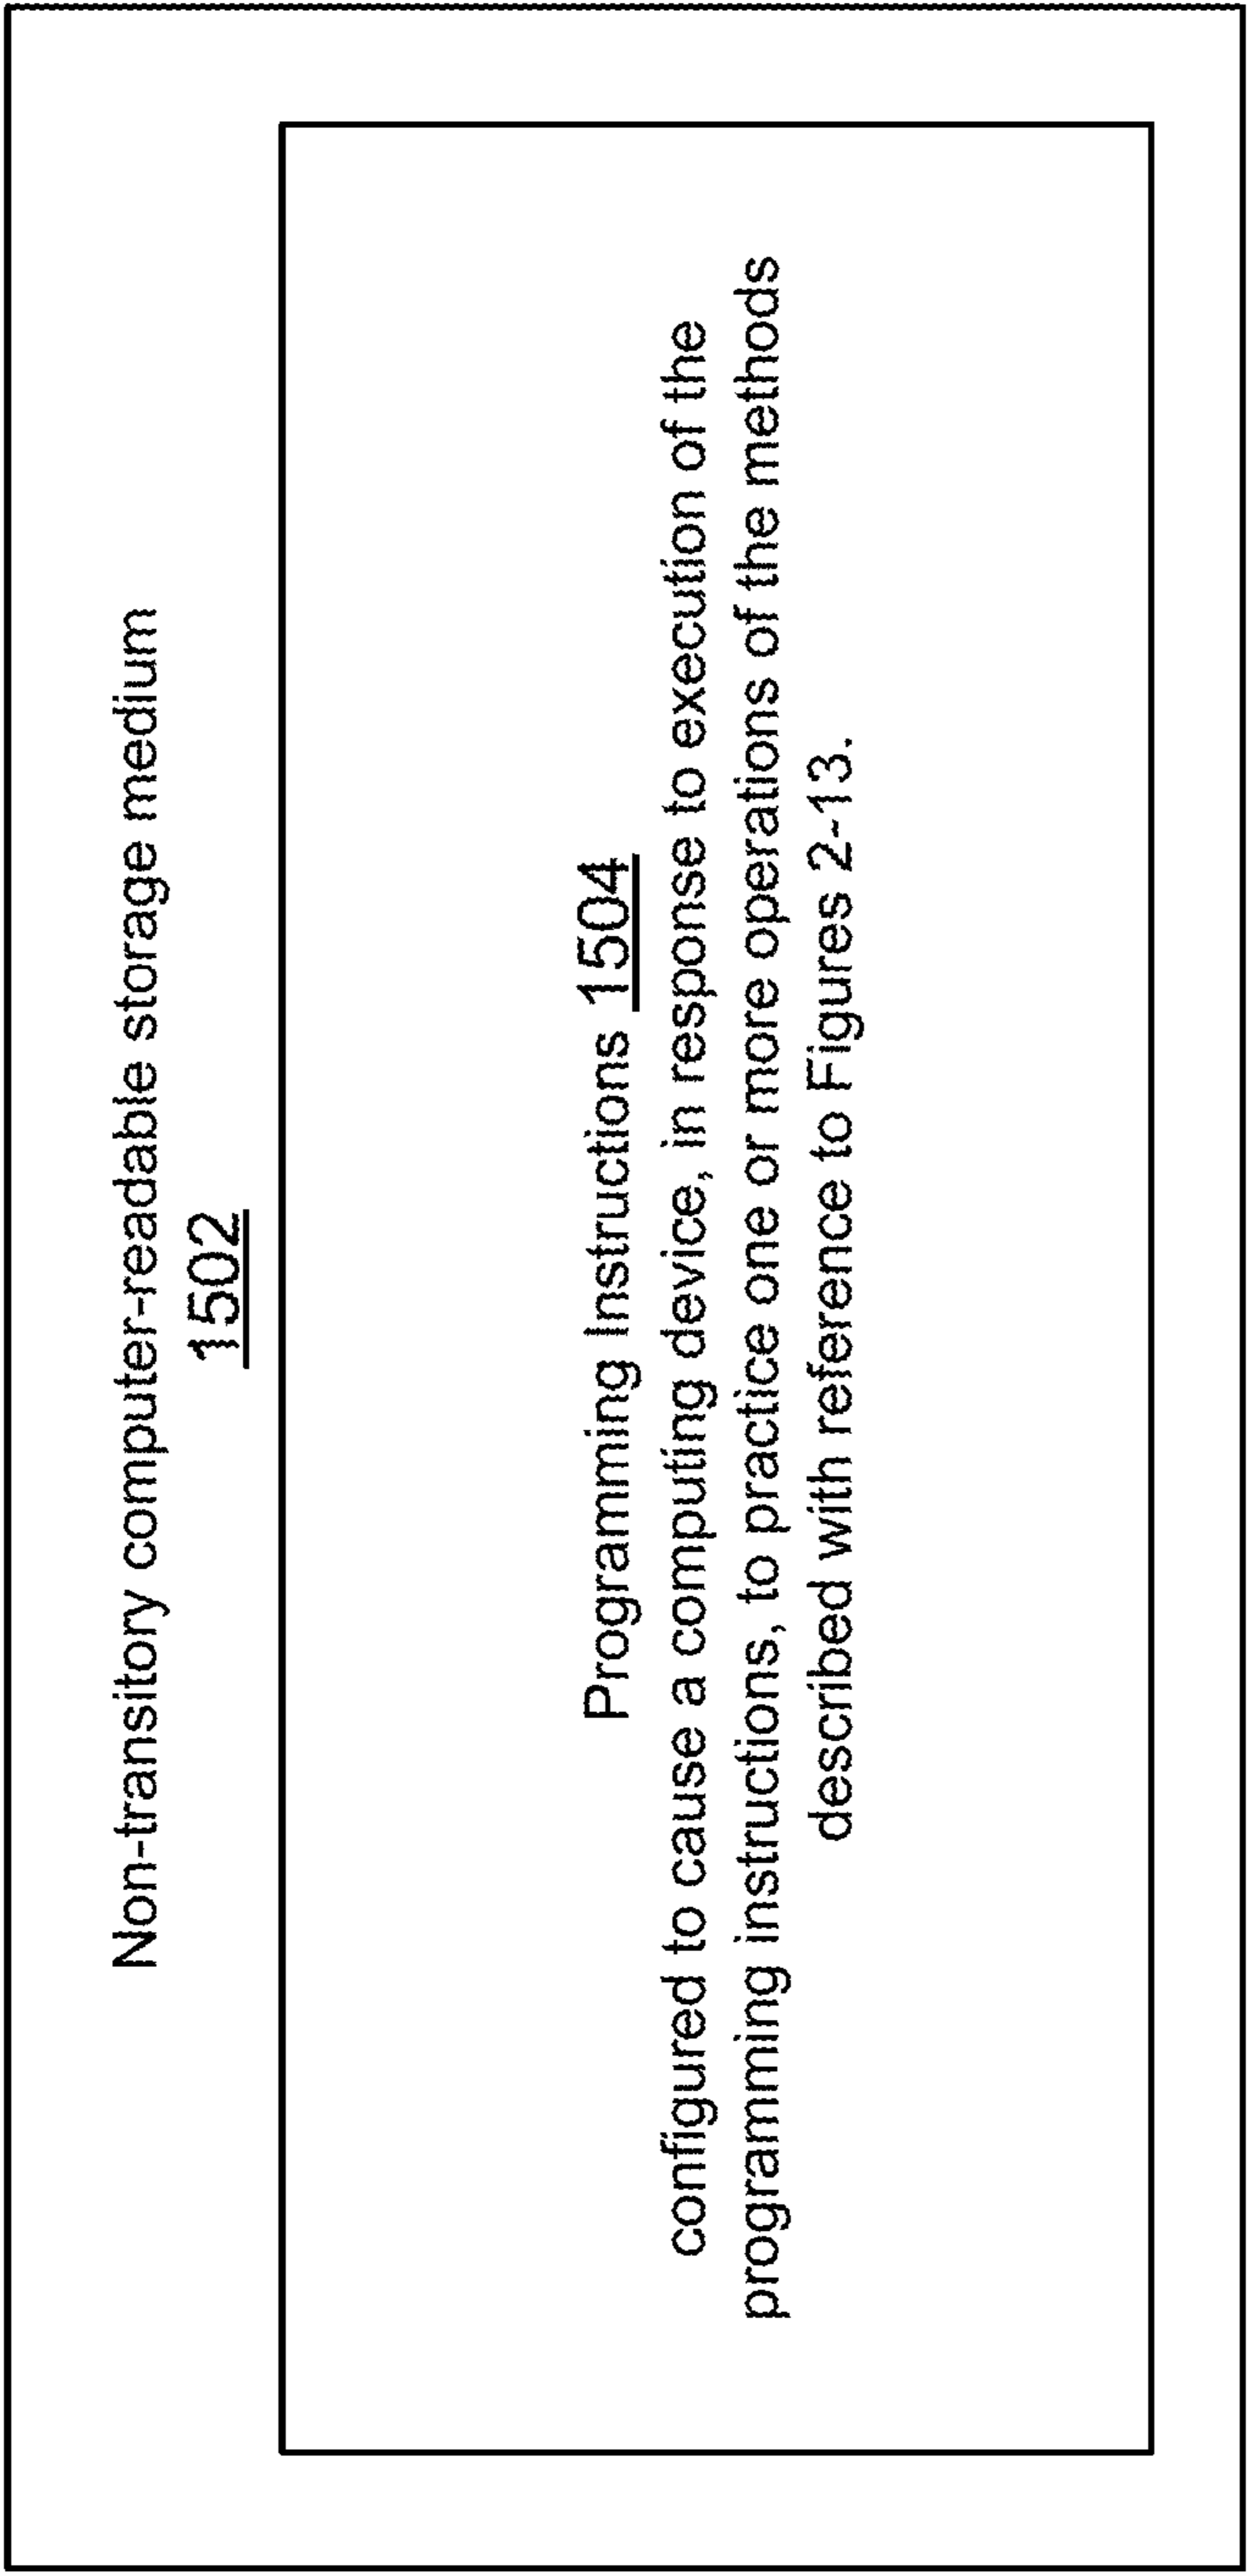 Non-transitory computer-readable storage medium
1502
Programming Instructions 1504
configured to cause a computing device, in response to execution of the
programming instructions, to practice one or more operations of the methods
described with reference to Figures 2-13.